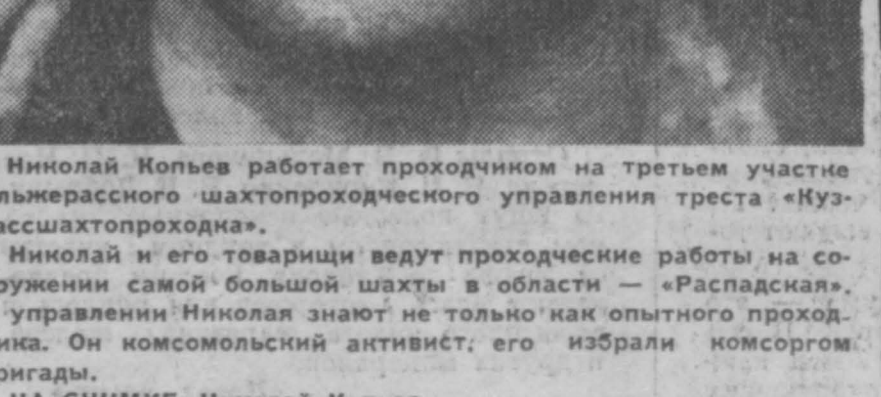 Николай Копьев работает проходчиком на третьем участке
льжерасского шахтопроходческого управления треста «Куз-
ассшахтопроходка».
Николай и его товарищи ведут проходческие работы на со-
ружении самой большой шахты в области — «Распадская».
управлении Николая знают не только как опытного проход-
ика. Он комсомольский активист, его избрали комсоргом
ригады.